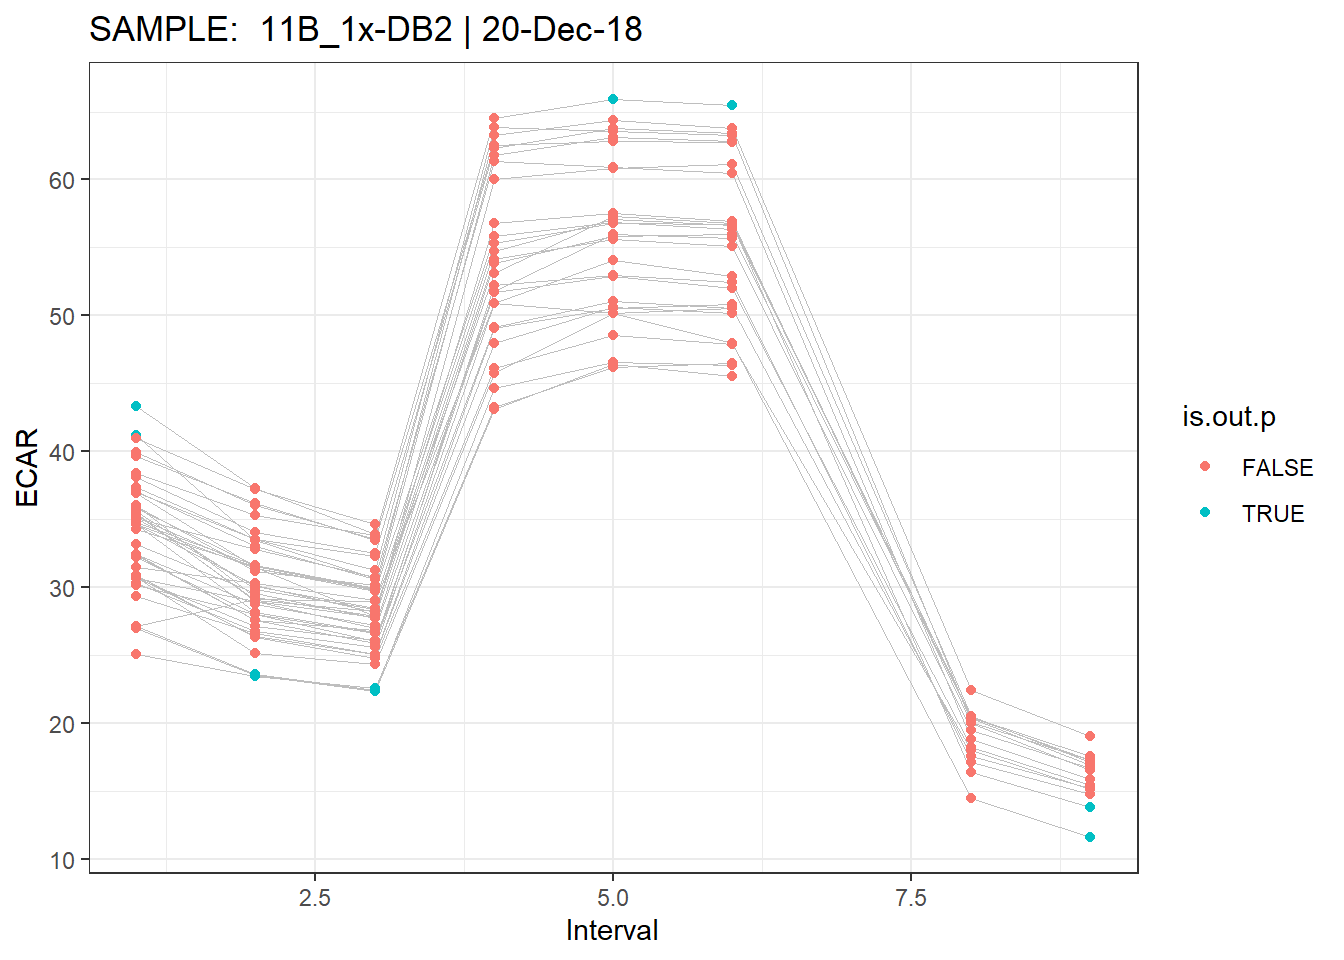 SAMPLE:  11B_1x-DB2 | 20-Dec-18
ECAR
60
50
40
30
20
10
2.5
5.0
7.5
Interval
is.out.p
FALSE
TRUE